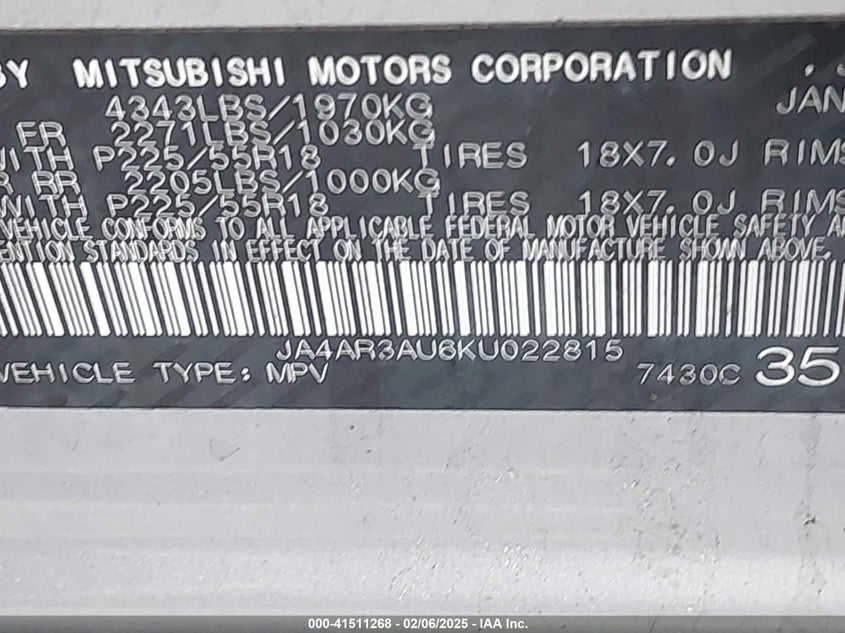 BY MITSUBISHI MOTORS CORPORATION
4343LBS/1970KG JAN
FR 2271LBS/1030KG
WITH P225/55R18 TIRES 18X7.0J RIMS
RR 2205LBS/1000KG
WITH P225/55R18 TIRES 18X7.0J RIMS
VEHICLE CONFORMS TO ALL APPLICABLE FEDERAL MOTOR VEHICLE SAFETY
STANDARDS IN EFFECT ON THE DATE OF MANUFACTURE SHOWN ABOVE.
JA4AR3AU6KU022815
VEHICLE TYPE: MPV 7430C 35
000-41511268 - 02/06/2025 - © IAA Inc.